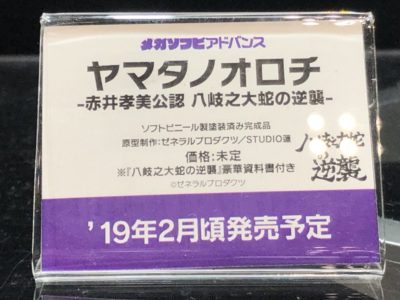 メガソフビアドバンス
ヤマタノオロチ
-赤井孝美公認 八岐之大蛇の逆襲-
ソフトビニール製塗装済み完成品
原型制作:ゼネラルプロダクツ/STUDIO蓮
価格:未定
※『八岐之大蛇の逆襲』豪華資料書付き
©ゼネラルプロダクツ
八岐之大蛇
の
逆襲
'19年2月頃発売予定